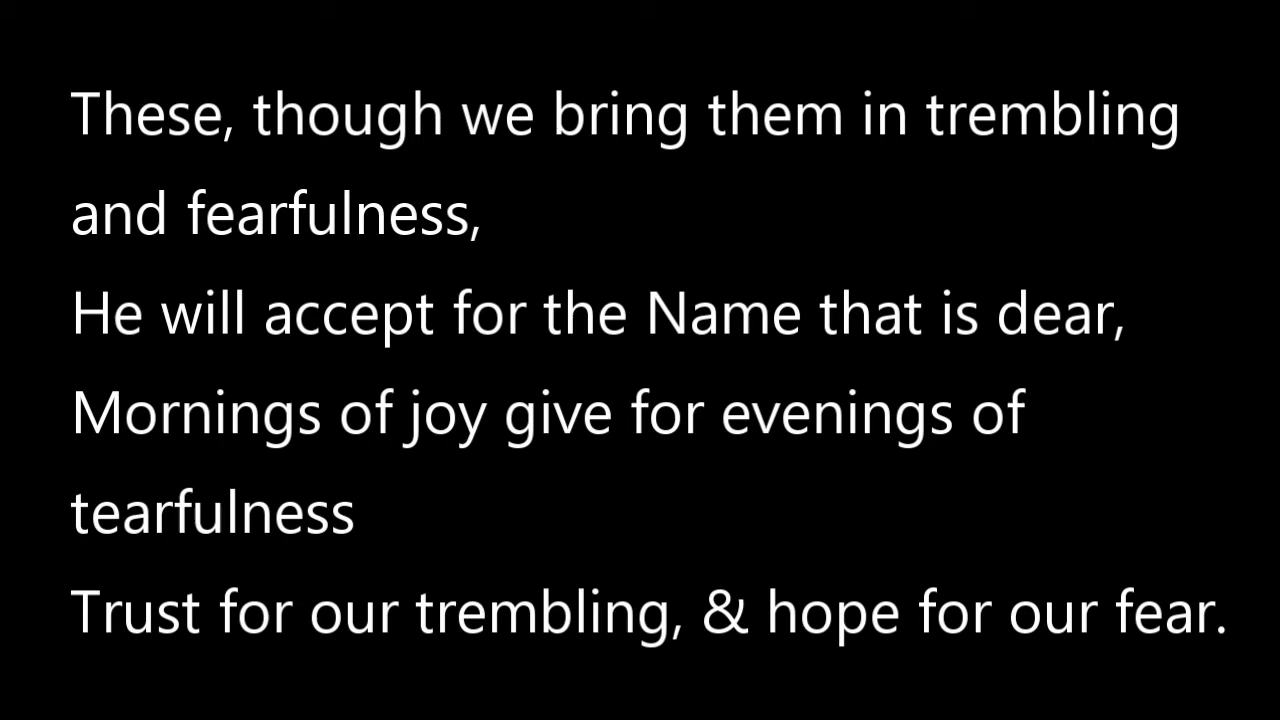 These, though we bring them in trembling
and fearfulness,
He will accept for the Name that is dear,
Mornings of joy give for evenings of
tearfulness
Trust for our trembling, & hope for our fear.